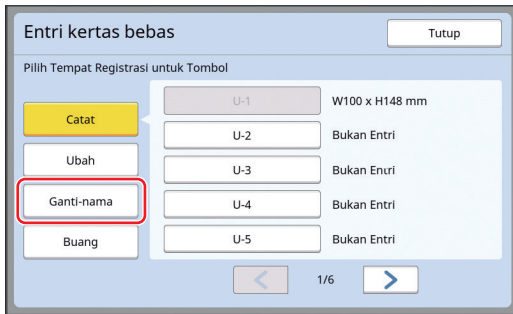 Entri kertas bebas
Tutup
Pilih Tempat Registrasi untuk Tombol
Catat
Ubah
Ganti-nama
Buang
U-1 W100 x H148 mm
U-2 Bukan Entri
U-3 Bukan Entri
U-4 Bukan Entri
U-5 Bukan Entri
1/6